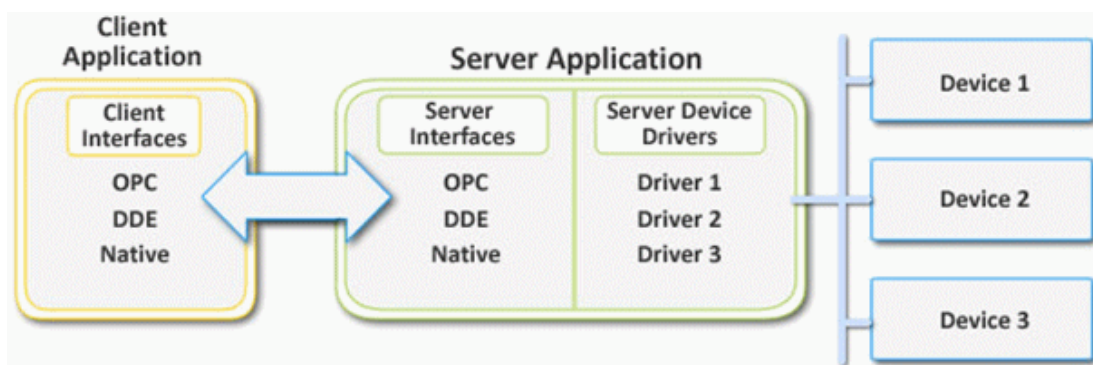 Client
Application
Client
Interfaces
OPC
DDE
Native
Server Application
Server
Interfaces
OPC
DDE
Native
Server Device
Drivers
Driver 1
Driver 2
Driver 3
Device 1
Device 2
Device 3